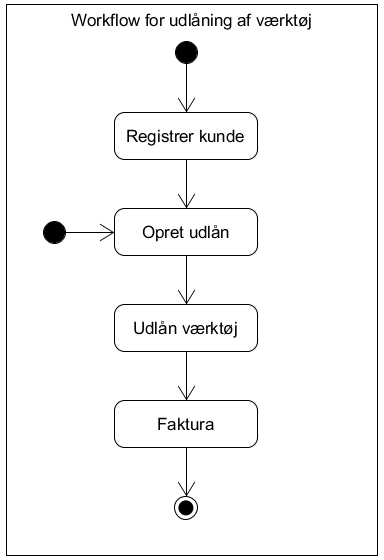 Workflow for udlåning af værktøj
Registrer kunde
Opret udlån
Udlån værktøj
Faktura